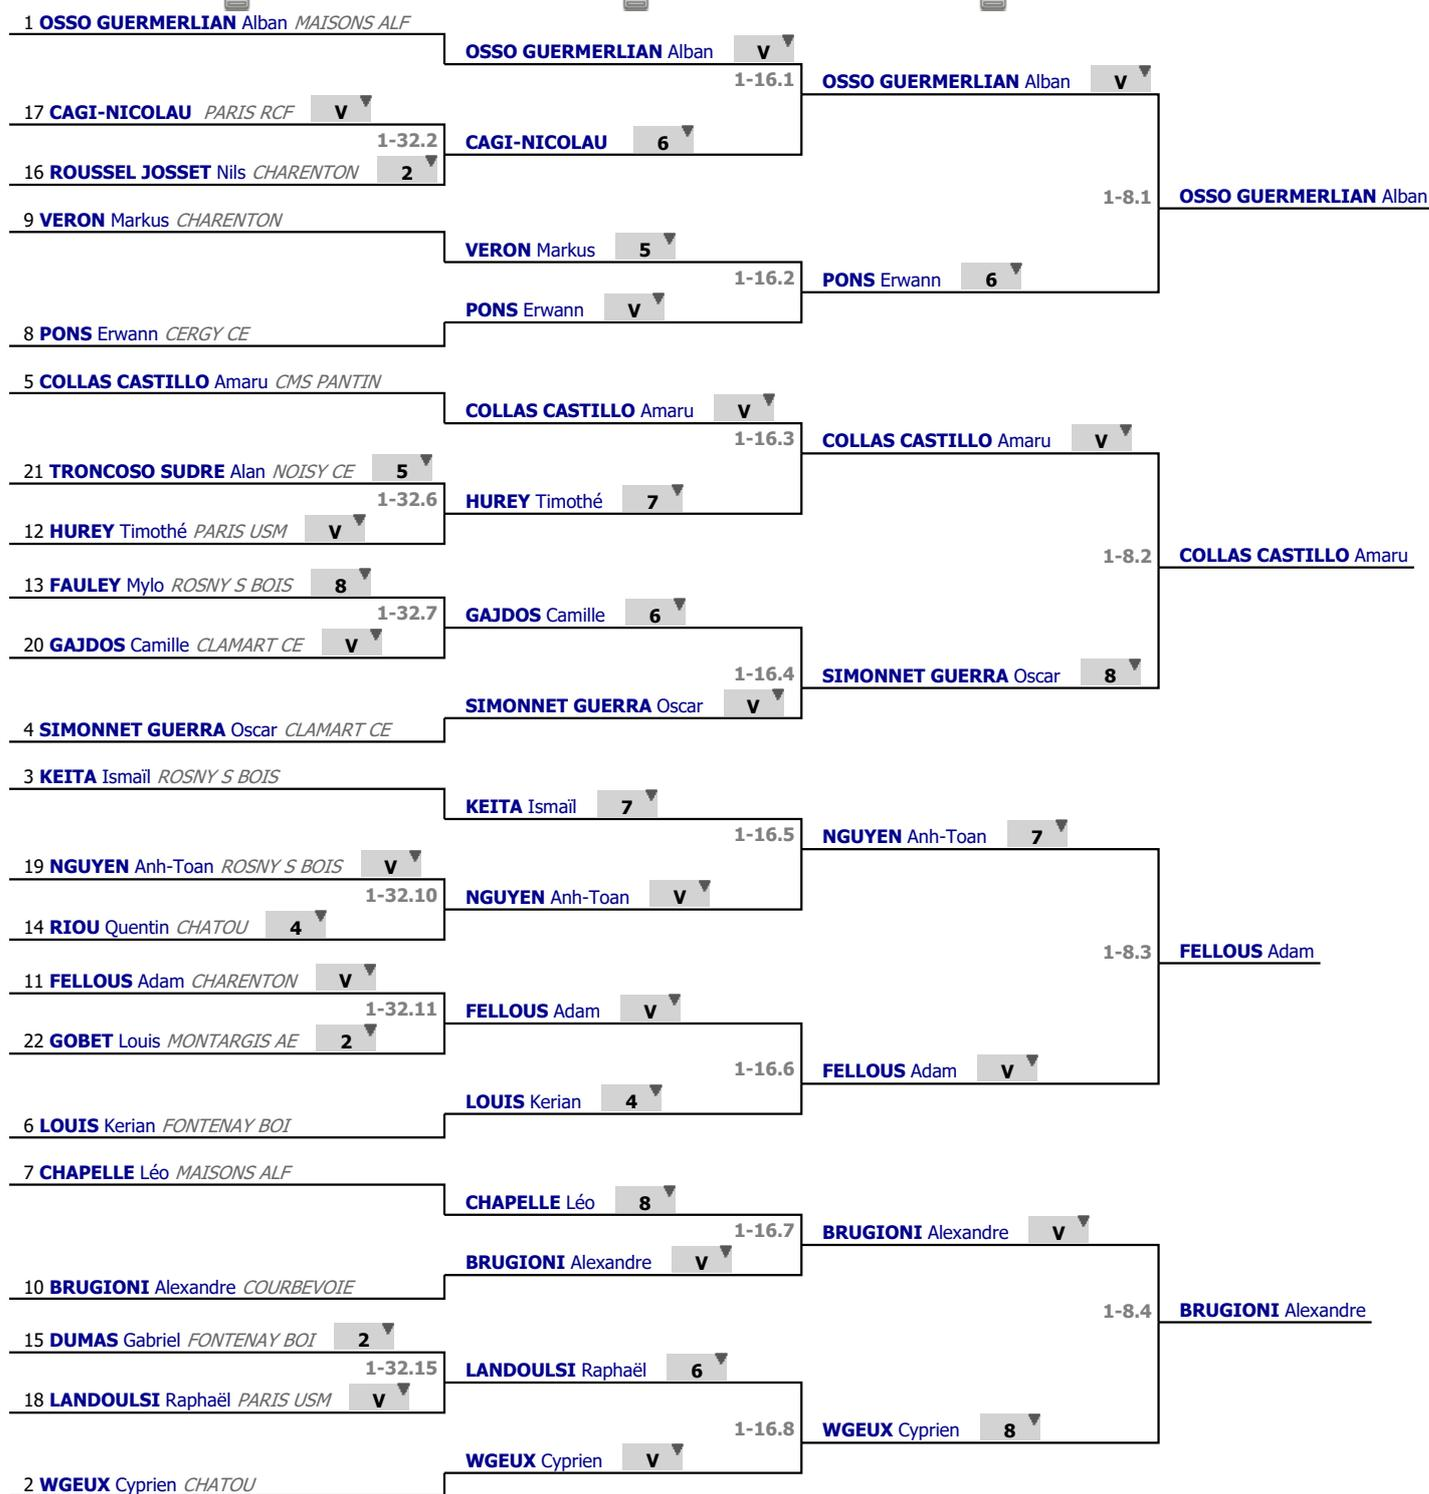 1 OSSO GUERMERLIAN Alban MAISONS ALF
OSSO GUERMERLIAN Alban V
1-16.1
OSSO GUERMERLIAN Alban V
17 CAGI-NICOLAU PARIS RCF V
1-32.2
CAGI-NICOLAU 6
16 ROUSSEL JOSSET Nils CHARENTON 2
1-8.1
OSSO GUERMERLIAN Alban
9 VERON Markus CHARENTON
VERON Markus 5
1-16.2
PONS Erwann 6
PONS Erwann V
8 PONS Erwann CERGY CE
5 COLLAS CASTILLO Amaru CMS PANTIN
COLLAS CASTILLO Amaru V
1-16.3
COLLAS CASTILLO Amaru V
21 TRONCOSO SUDRE Alan NOISY CE 5
1-32.6
HUREY Timothé 7
12 HUREY Timothé PARIS USM V
1-8.2
COLLAS CASTILLO Amaru
13 FAULEY Mylo ROSNY S BOIS 8
1-32.7
GAJDOS Camille 6
20 GAJDOS Camille CLAMART CE V
1-16.4
SIMONNET GUERRA Oscar 8
SIMONNET GUERRA Oscar V
4 SIMONNET GUERRA Oscar CLAMART CE
3 KEITA Ismaïl ROSNY S BOIS
KEITA Ismaïl 7
1-16.5
NGUYEN Anh-Toan 7
19 NGUYEN Anh-Toan ROSNY S BOIS V
1-32.10
NGUYEN Anh-Toan V
14 RIOU Quentin CHATOU 4
1-8.3
FELLOUS Adam
11 FELLOUS Adam CHARENTON V
1-32.11
FELLOUS Adam V
22 GOBET Louis MONTARGIS AE 2
1-16.6
FELLOUS Adam V
LOUIS Kerian 4
6 LOUIS Kerian FONTENAY BOI
7 CHAPELLE Léo MAISONS ALF
CHAPELLE Léo 8
1-16.7
BRUGIONI Alexandre V
BRUGIONI Alexandre V
10 BRUGIONI Alexandre COURBEVOIE
1-8.4
BRUGIONI Alexandre
15 DUMAS Gabriel FONTENAY BOI 2
1-32.15
LANDOULSI Raphaël 6
18 LANDOULSI Raphaël PARIS USM V
1-16.8
WGEUX Cyprien 8
WGEUX Cyprien V
2 WGEUX Cyprien CHATOU